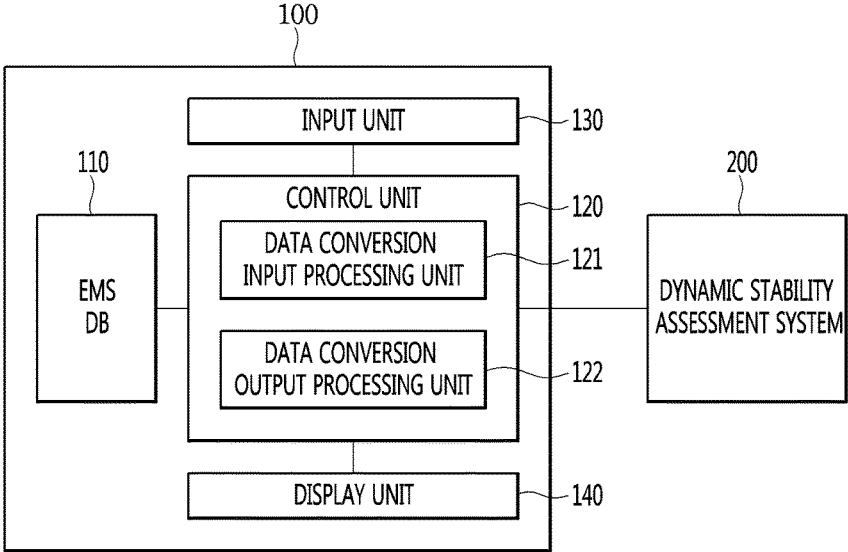 100
INPUT UNIT
130
110
CONTROL UNIT
120
200
DATA CONVERSION
INPUT PROCESSING UNIT
121
EMS
DB
DYNAMIC STABILITY
ASSESSMENT SYSTEM
DATA CONVERSION
OUTPUT PROCESSING UNIT
122
DISPLAY UNIT
140